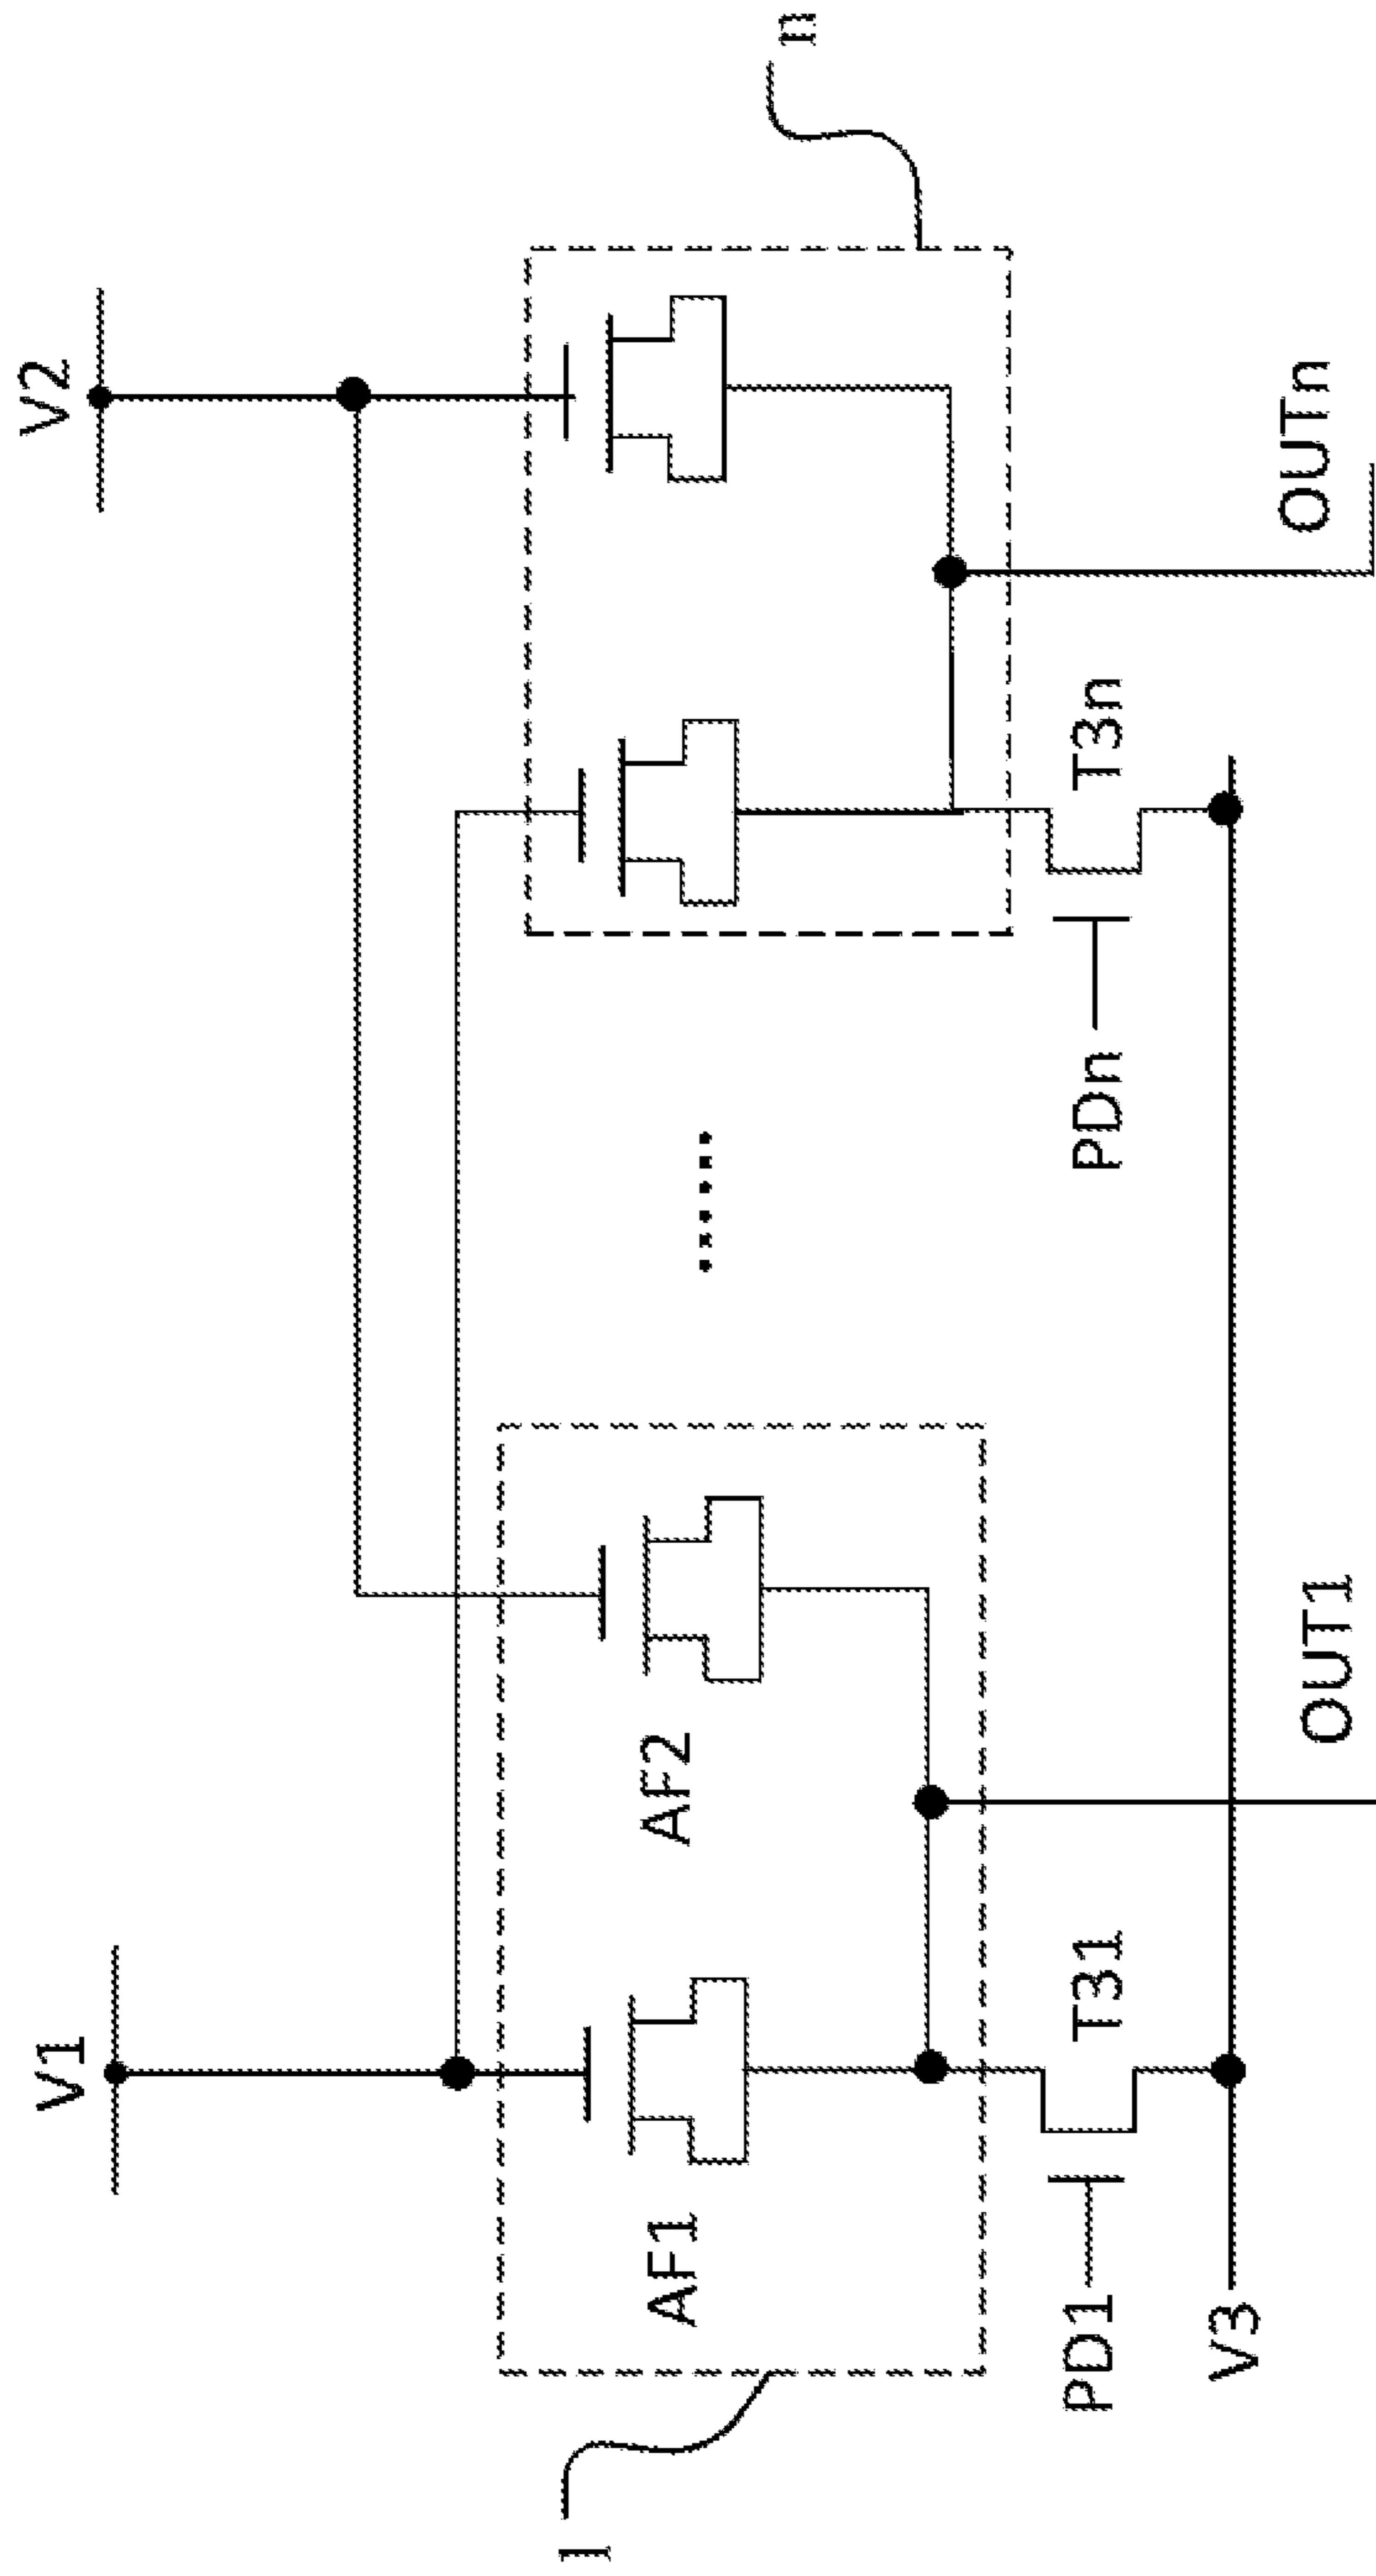 V1
V2
AF1
AF2
......
1
n
PD1
T31
PDn
T3n
V3
OUT1
OUTn